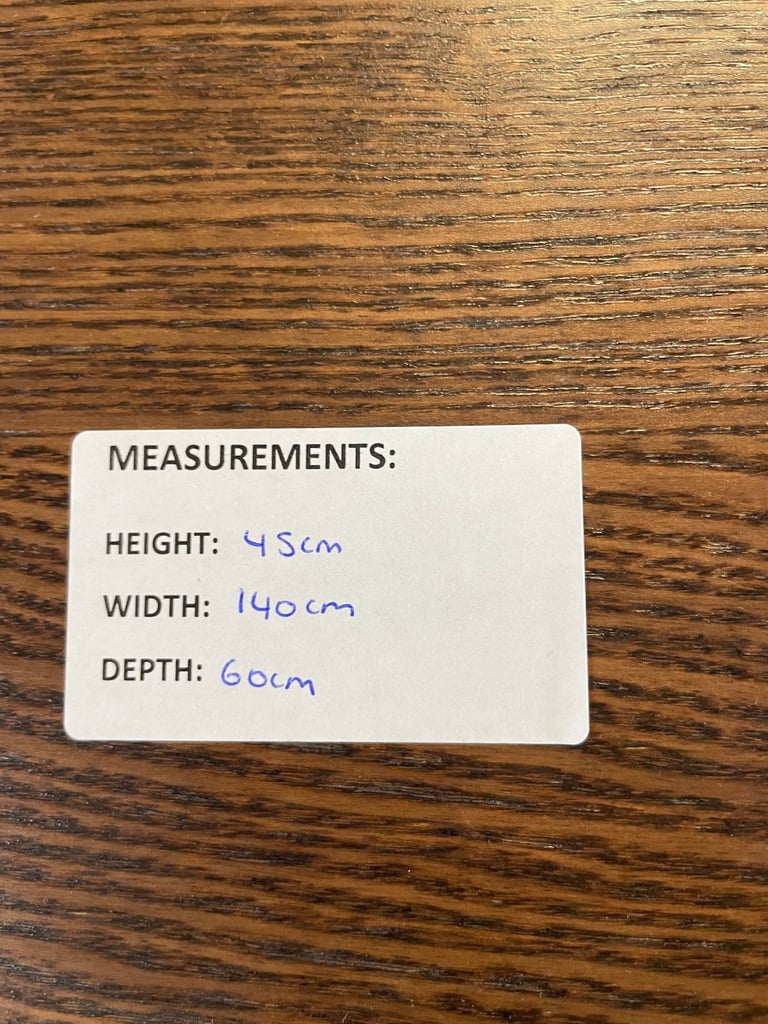 MEASUREMENTS:
HEIGHT: 45cm
WIDTH: 140cm
DEPTH: 60cm